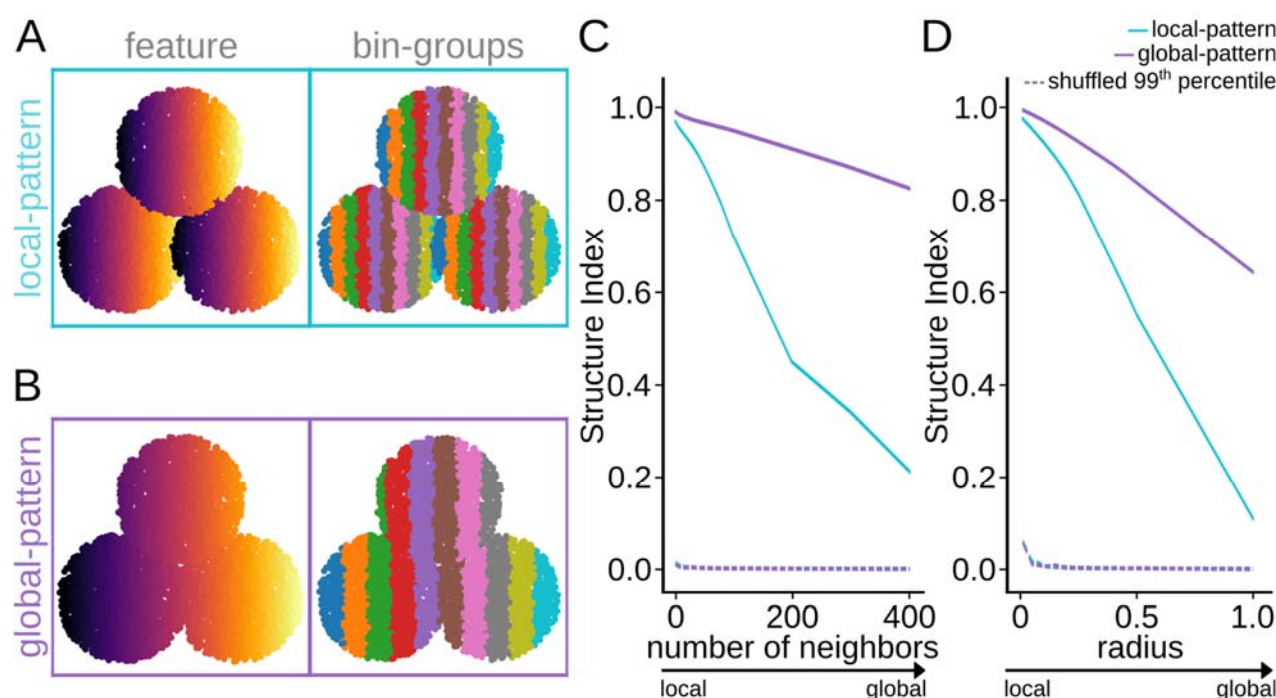 A
feature
bin-groups
local-pattern
B
global-pattern
C
Structure Index
1.0
0.8
0.6
0.4
0.2
0.0
0
200
400
number of neighbors
local
global
D
local-pattern
global-pattern
shuffled 99th percentile
Structure Index
1.0
0.8
0.6
0.4
0.2
0.0
0
0.5
1.0
radius
local
global